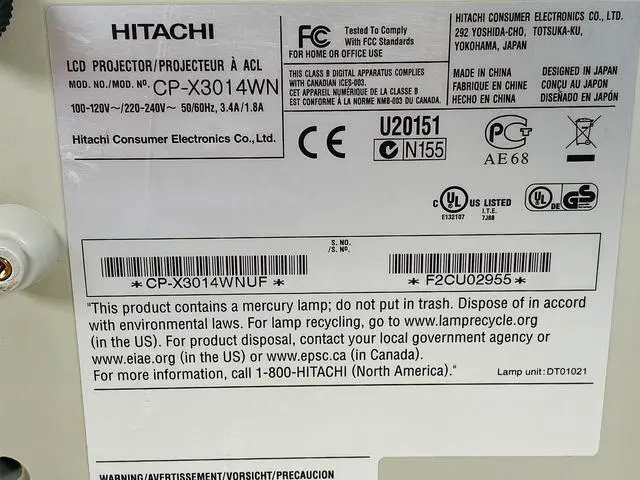 HITACHI
LCD PROJECTOR/PROJECTEUR À ACL
MOD. NO./MOD. Nº. CP-X3014WN
100-120V~/220-240V~ 50/60Hz, 3.4A/1.8A
Hitachi Consumer Electronics Co.,Ltd.
FC Tested To Comply
With FCC Standards
FOR HOME OR OFFICE USE
THIS CLASS B DIGITAL APPARATUS COMPLIES
WITH CANADIAN ICES-003.
CET APPAREIL NUMÉRIQUE DE LA CLASSE B
EST CONFORME À LA NORME NMB-003 DU CANADA.
HITACHI CONSUMER ELECTRONICS CO., LTD.
292 YOSHIDA-CHO, TOTSUKA-KU,
YOKOHAMA, JAPAN
MADE IN CHINA DESIGNED IN JAPAN
FABRIQUE EN CHINE CONÇU AU JAPON
HECHO EN CHINA DISEÑADO EN JAPÓN
CE
U20151
N155
PCT
AE68
C UL US LISTED
E132107 I.T.E.
7J88
UL DE GS
S. NO.
/S. Nº.
*CP-X3014WNUF*
*F2CU02955*
"This product contains a mercury lamp; do not put in trash. Dispose of in accord
with environmental laws. For lamp recycling, go to www.lamprecycle.org
(in the US). For product disposal, contact your local government agency or
www.eiae.org (in the US) or www.epsc.ca (in Canada).
For more information, call 1-800-HITACHI (North America)."
Lamp unit:DT01021
WARNING/AVERTISSEMENT/VORSICHT/PRECAUCION